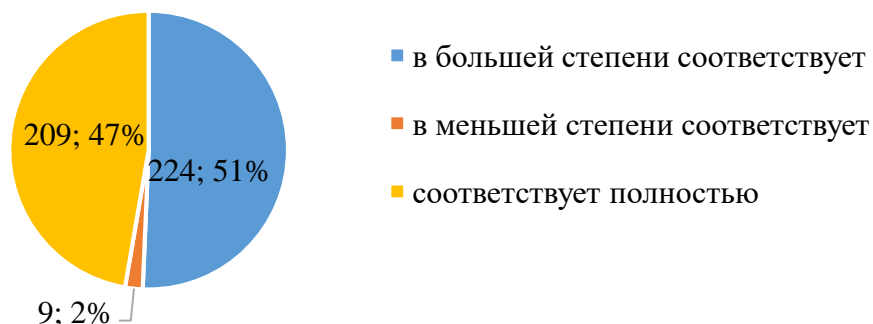 в большей степени соответствует
209; 47%
в меньшей степени соответствует
224; 51%
соответствует полностью
9; 2%